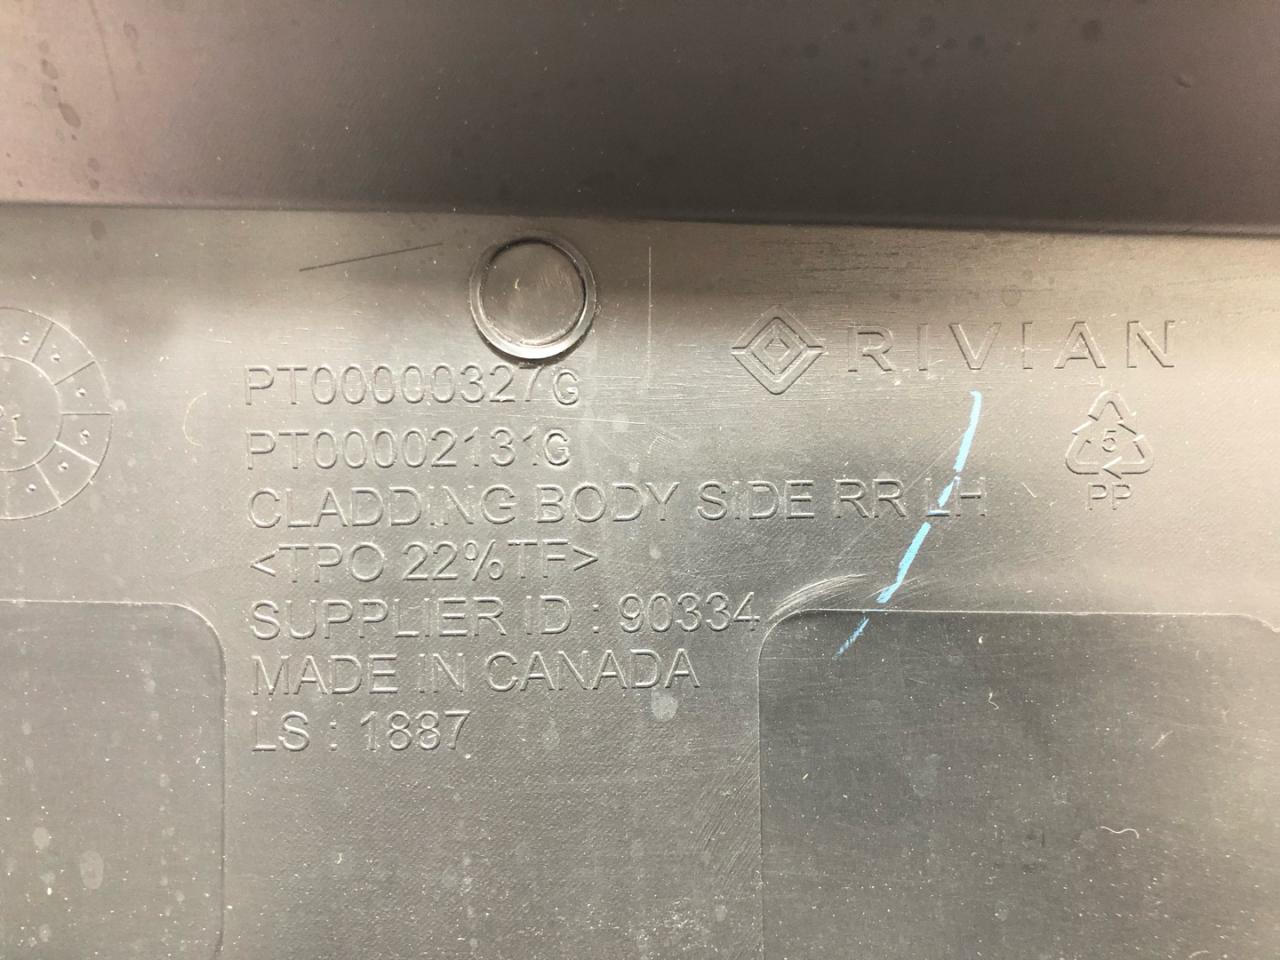 RIVIAN
PT00000327G
PT00002131G
5
PP
CLADDING BODY SIDE RR LH
<TPO 22%TF>
SUPPLIER ID : 90334
MADE IN CANADA
LS : 1887